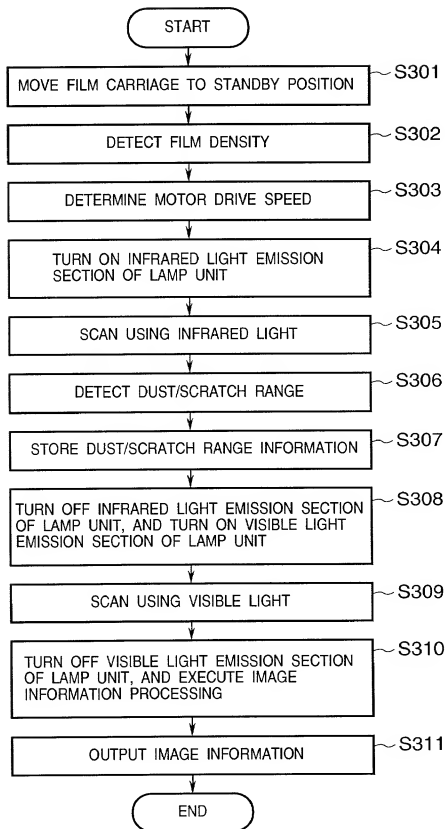 START
MOVE FILM CARRIAGE TO STANDBY POSITION
S301
DETECT FILM DENSITY
S302
DETERMINE MOTOR DRIVE SPEED
S303
TURN ON INFRARED LIGHT EMISSION
SECTION OF LAMP UNIT
S304
SCAN USING INFRARED LIGHT
S305
DETECT DUST/SCRATCH RANGE
S306
STORE DUST/SCRATCH RANGE INFORMATION
S307
TURN OFF INFRARED LIGHT EMISSION SECTION
OF LAMP UNIT, AND TURN ON VISIBLE LIGHT
EMISSION SECTION OF LAMP UNIT
S308
SCAN USING VISIBLE LIGHT
S309
TURN OFF VISIBLE LIGHT EMISSION SECTION
OF LAMP UNIT, AND EXECUTE IMAGE
INFORMATION PROCESSING
S310
OUTPUT IMAGE INFORMATION
S311
END